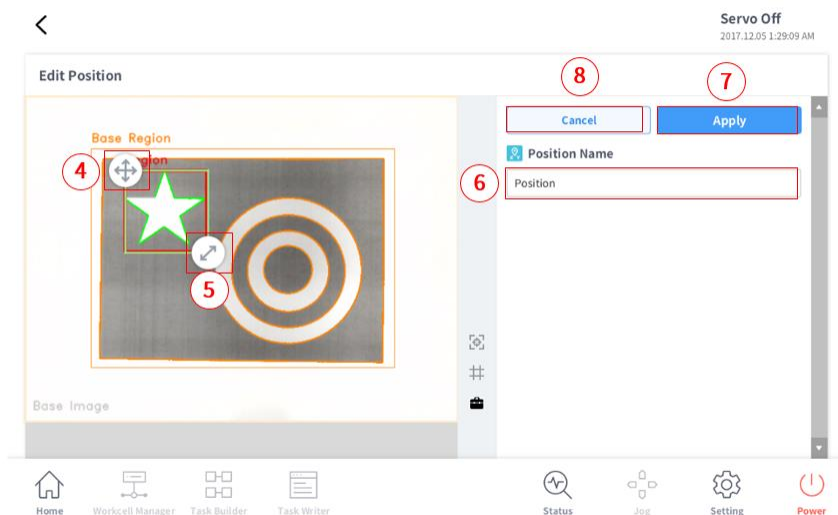 Servo Off
2017.12.05 1:29:09 AM
Edit Position
8
7
Cancel
Apply
Base Region
4
gion
Position Name
6
Position
5
Base Image
Home
Workcell Manager
Task Builder
Task Writer
Status
Jog
Setting
Power